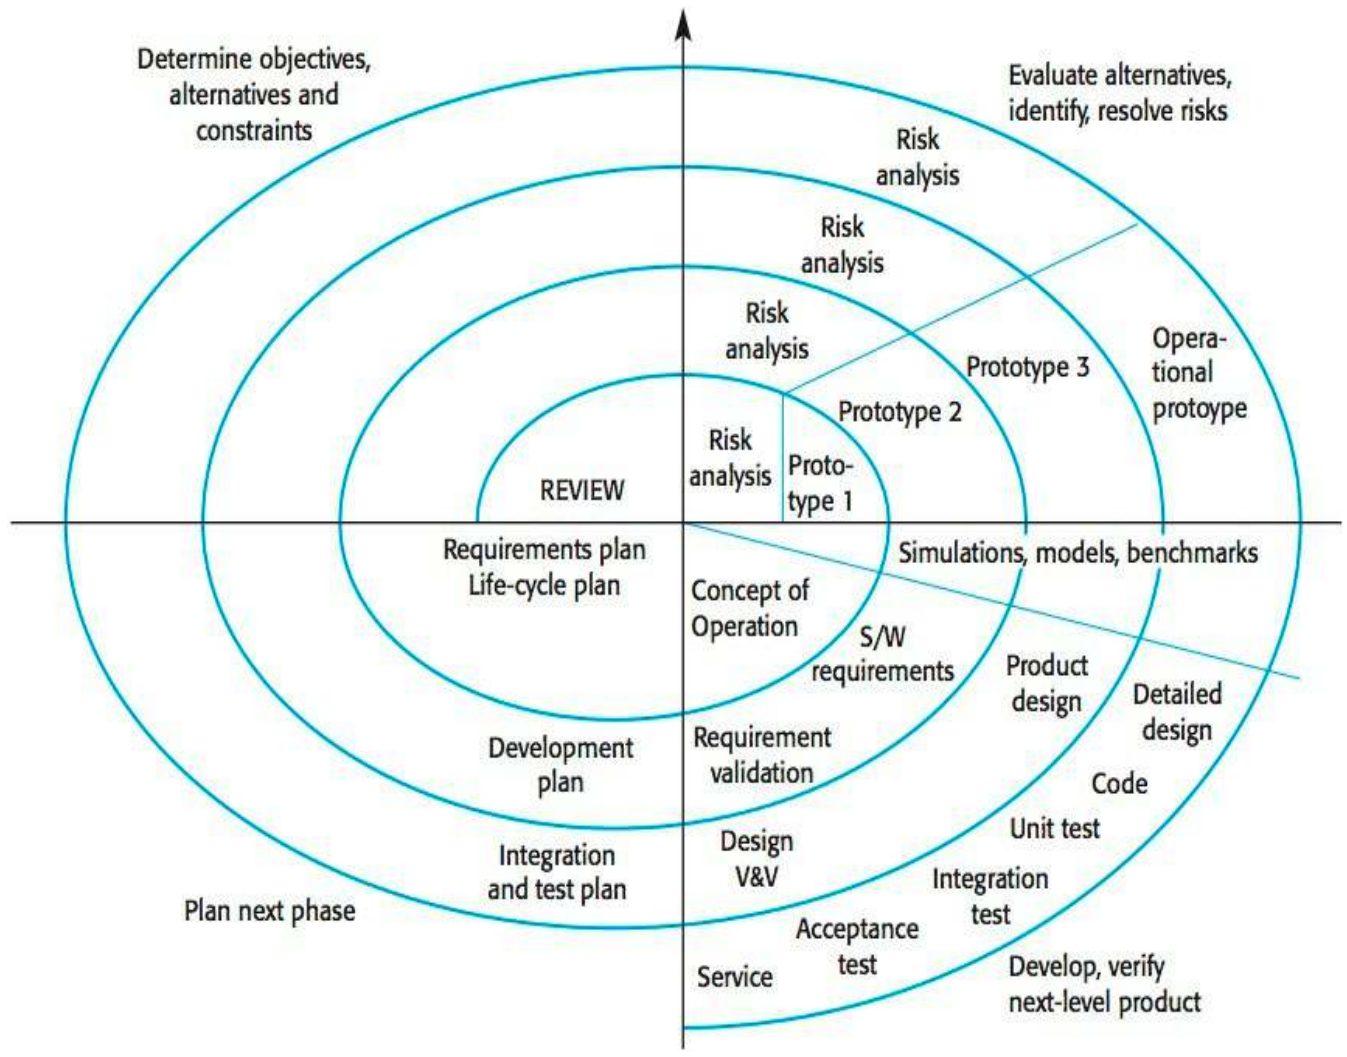 Determine objectives,
alternatives and
constraints
Evaluate alternatives,
identify, resolve risks
Risk
analysis
Risk
analysis
Risk
analysis
Opera-
tional
protoype
Prototype 3
Prototype 2
Risk
analysis
Proto-
type 1
REVIEW
Requirements plan
Life-cycle plan
Simulations, models, benchmarks
Concept of
Operation
S/W
requirements
Product
design
Detailed
design
Development
plan
Requirement
validation
Code
Unit test
Integration
and test plan
Design
V&V
Integration
test
Plan next phase
Acceptance
test
Service
Develop, verify
next-level product